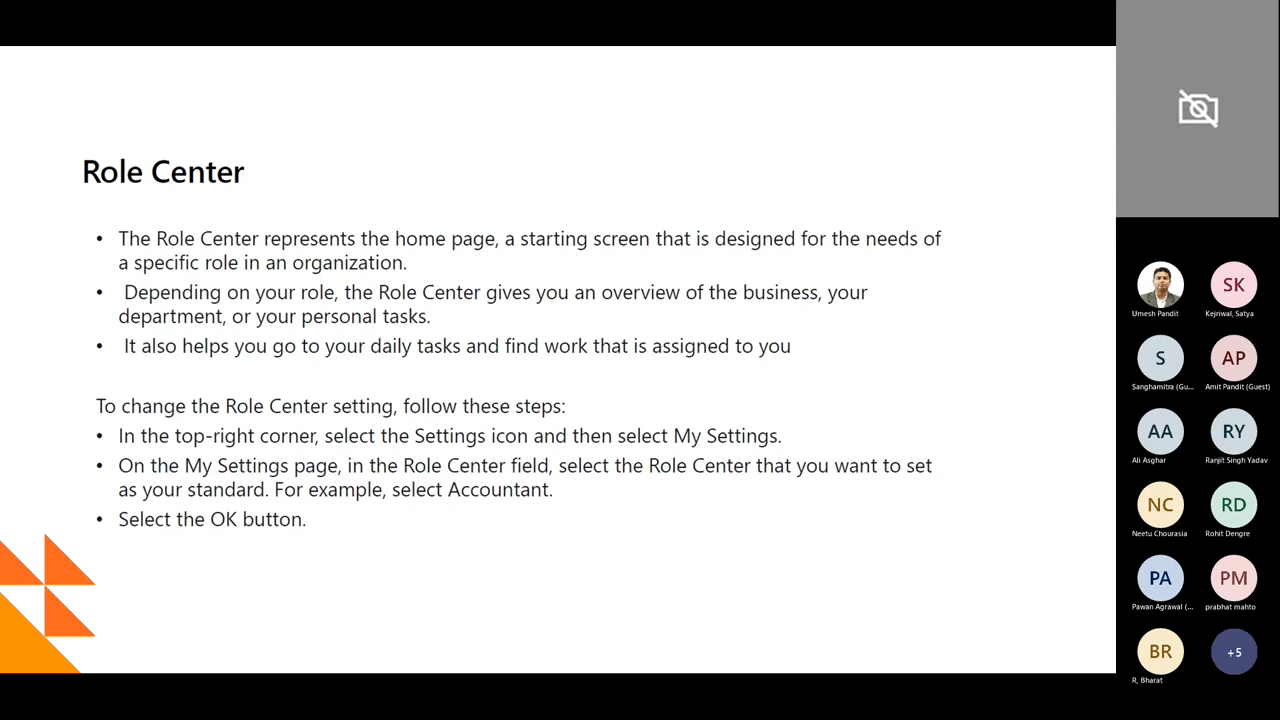 Role Center
• The Role Center represents the home page, a starting screen that is designed for the needs of
a specific role in an organization.
• Depending on your role, the Role Center gives you an overview of the business, your
department, or your personal tasks.
• It also helps you go to your daily tasks and find work that is assigned to you
To change the Role Center setting, follow these steps:
• In the top-right corner, select the Settings icon and then select My Settings.
• On the My Settings page, in the Role Center field, select the Role Center that you want to set
as your standard. For example, select Accountant.
• Select the OK button.
SK
Umesh Pandit
Kejriwal, Satya
S
AP
Sanghamitra (Gu...
Amit Pandit (Guest)
AA
RY
Ali Asghar
Ranjit Singh Yadav
NC
RD
Neetu Chourasia
Rohit Dengre
PA
PM
Pawan Agrawal (...
prabhat mahto
BR
+5
R, Bharat